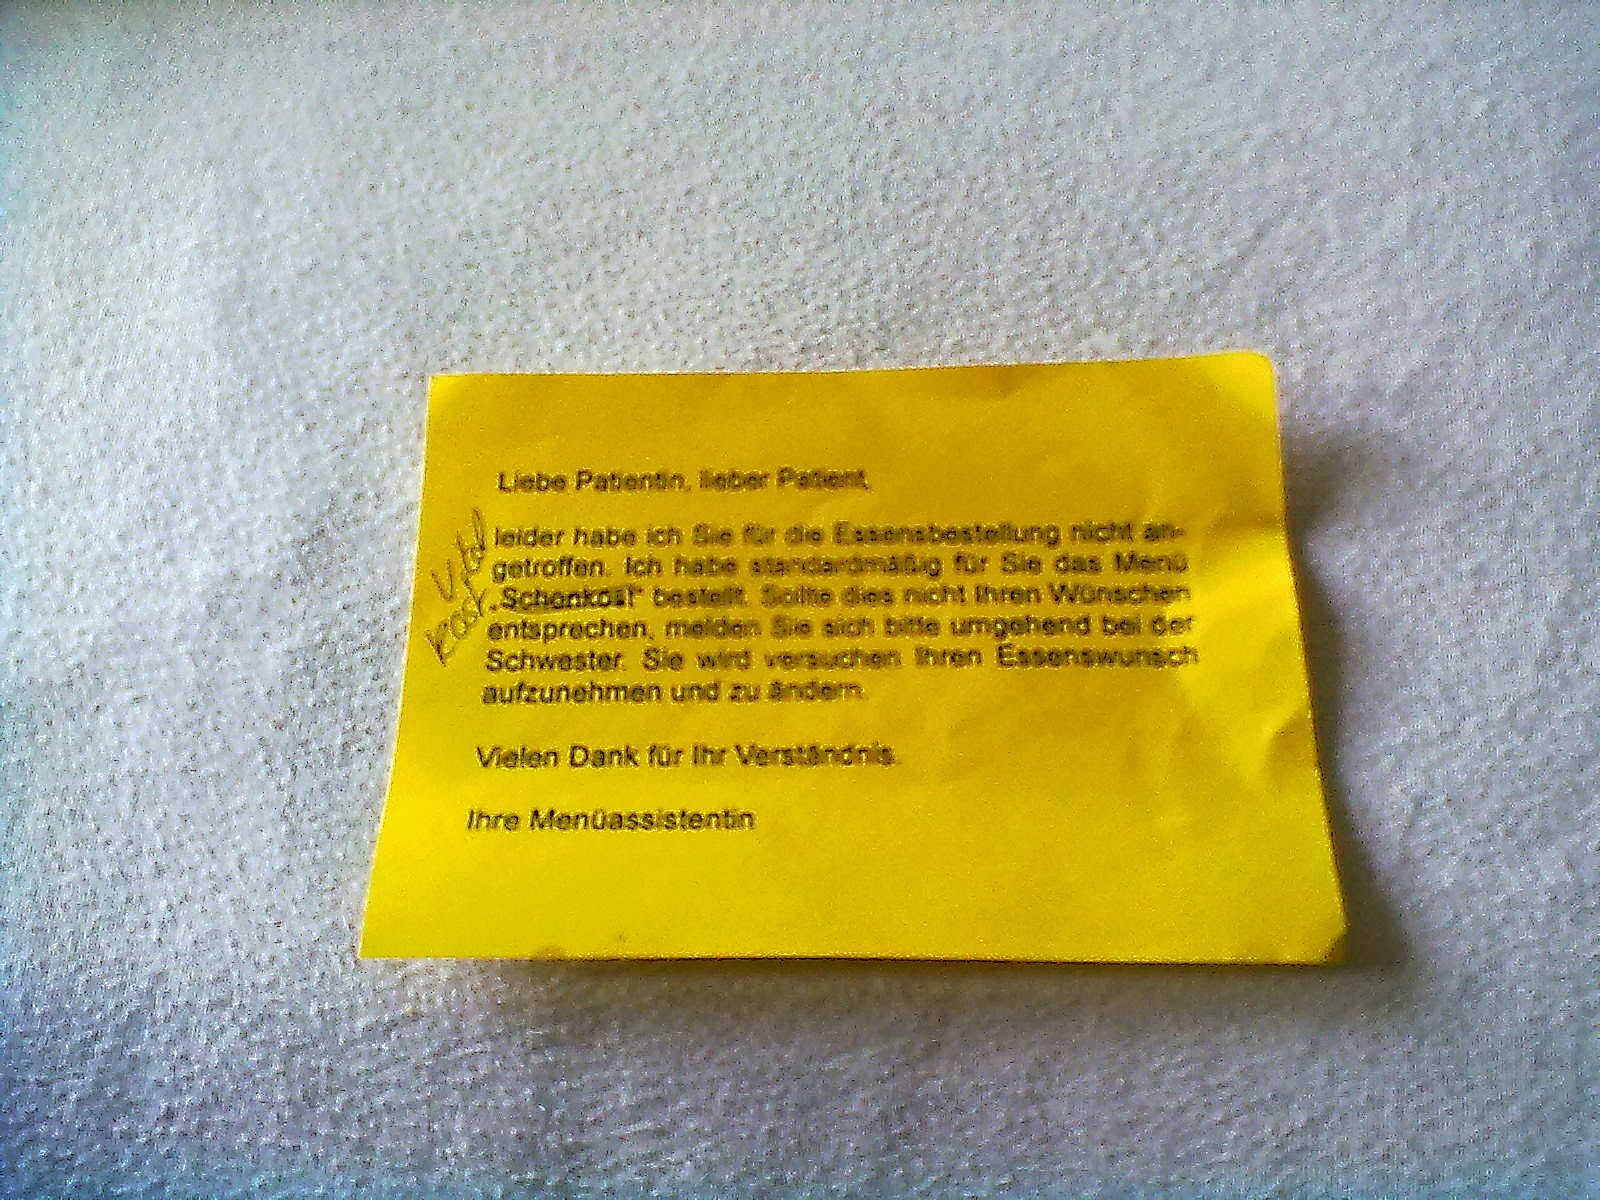 Liebe Patientin, lieber Patient,
leider habe ich Sie für die Essensbestellung nicht an-
getroffen. Ich habe standardmäßig für Sie das Menü
„Schonkost“ bestellt. Sollte dies nicht Ihren Wünschen
entsprechen, melden Sie sich bitte umgehend bei der
Schwester. Sie wird versuchen Ihren Essenswunsch
aufzunehmen und zu ändern.
Vielen Dank für Ihr Verständnis.
Ihre Menüassistentin